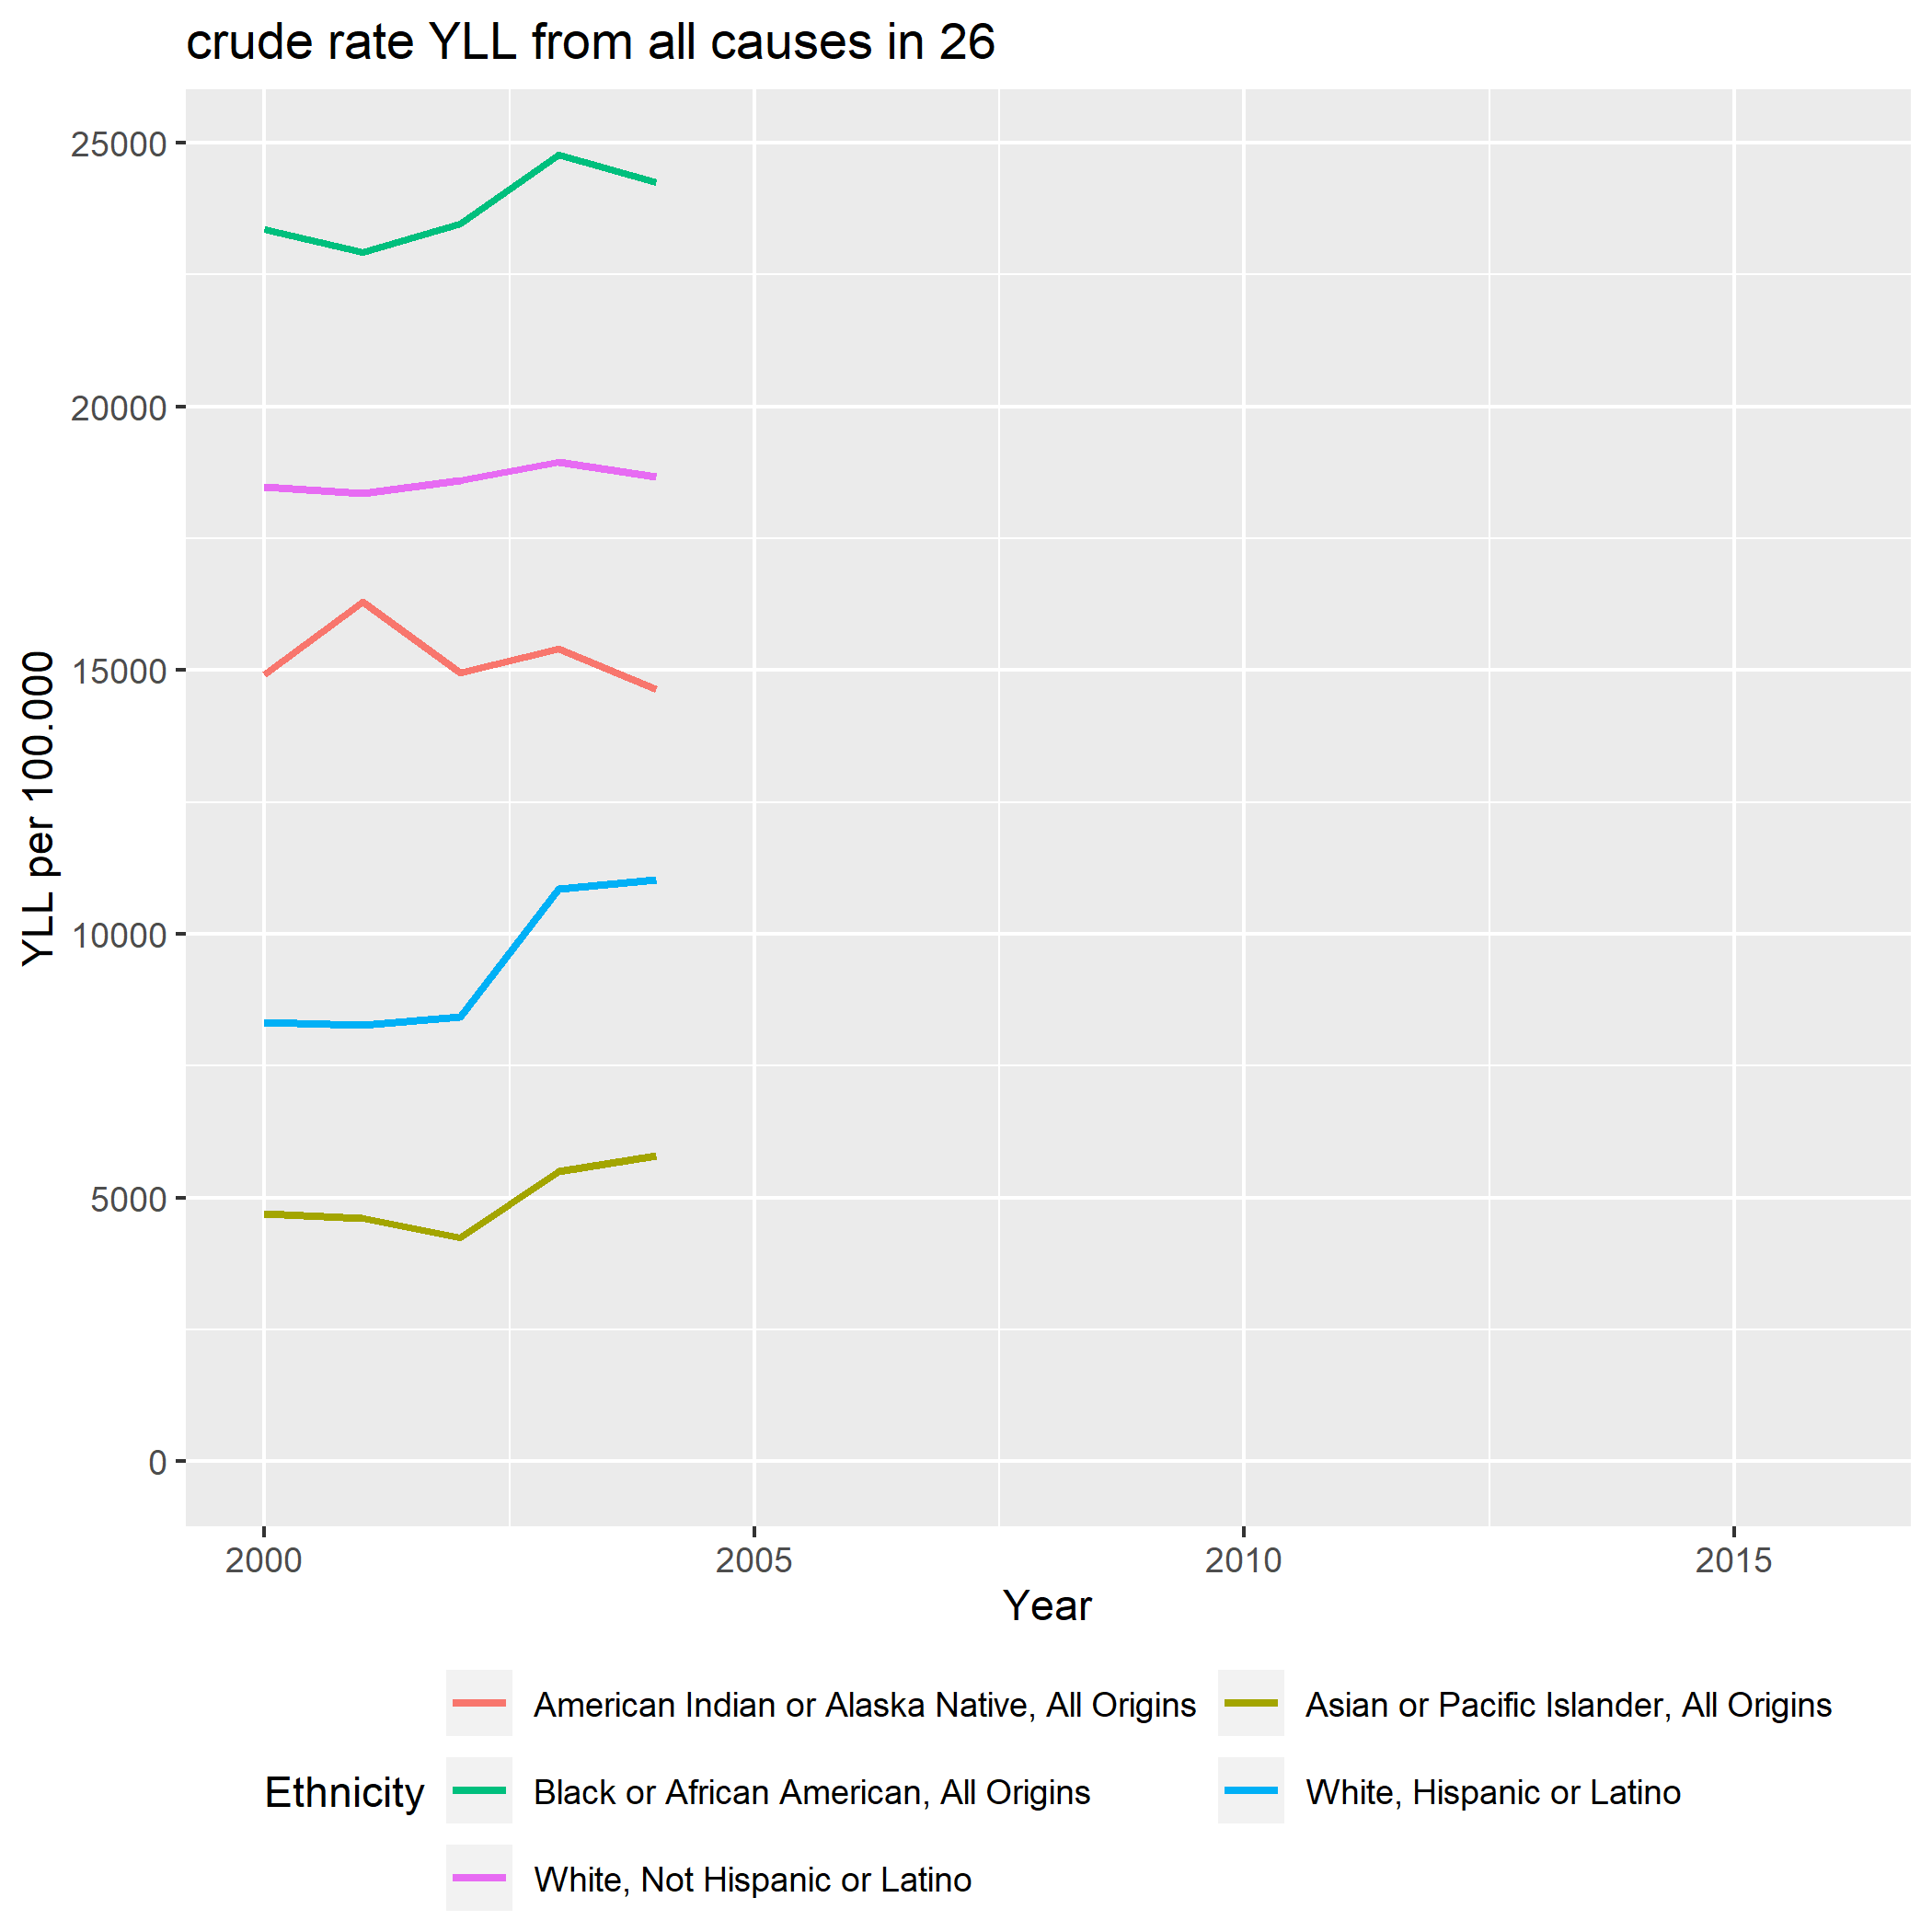 crude rate YLL from all causes in 26
YLL per 100.000
25000
20000
15000
10000
5000
0
2000 2005 2010 2015
Year
Ethnicity
American Indian or Alaska Native, All Origins
Asian or Pacific Islander, All Origins
Black or African American, All Origins
White, Hispanic or Latino
White, Not Hispanic or Latino